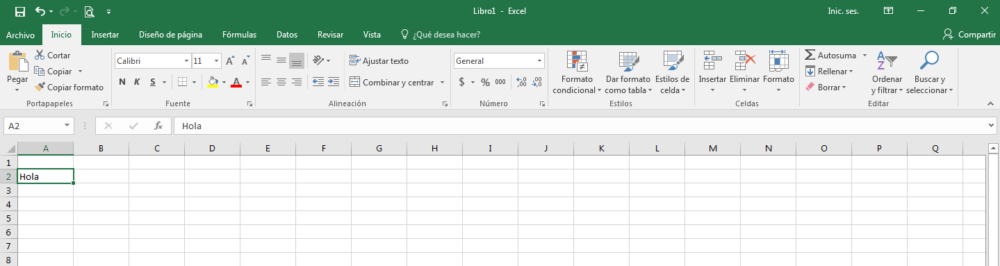 Libro1 - Excel
Inic. ses.
Archivo Inicio Insertar Diseño de página Fórmulas Datos Revisar Vista ¿Qué desea hacer? Compartir
Pegar
Cortar
Copiar
Copiar formato
Portapapeles
Calibri 11 A A
N K S A
Fuente
Ajustar texto
Combinar y centrar
Alineación
General
$ % 000 ,00 ,0
Número
Formato condicional
Dar formato como tabla
Estilos de celda
Estilos
Insertar
Eliminar
Formato
Celdas
Autosuma
Rellenar
Borrar
Ordenar y filtrar
Buscar y seleccionar
Editar
A2 fx Hola
A B C D E F G H I J K L M N O P Q
1
2 Hola
3
4
5
6
7
8